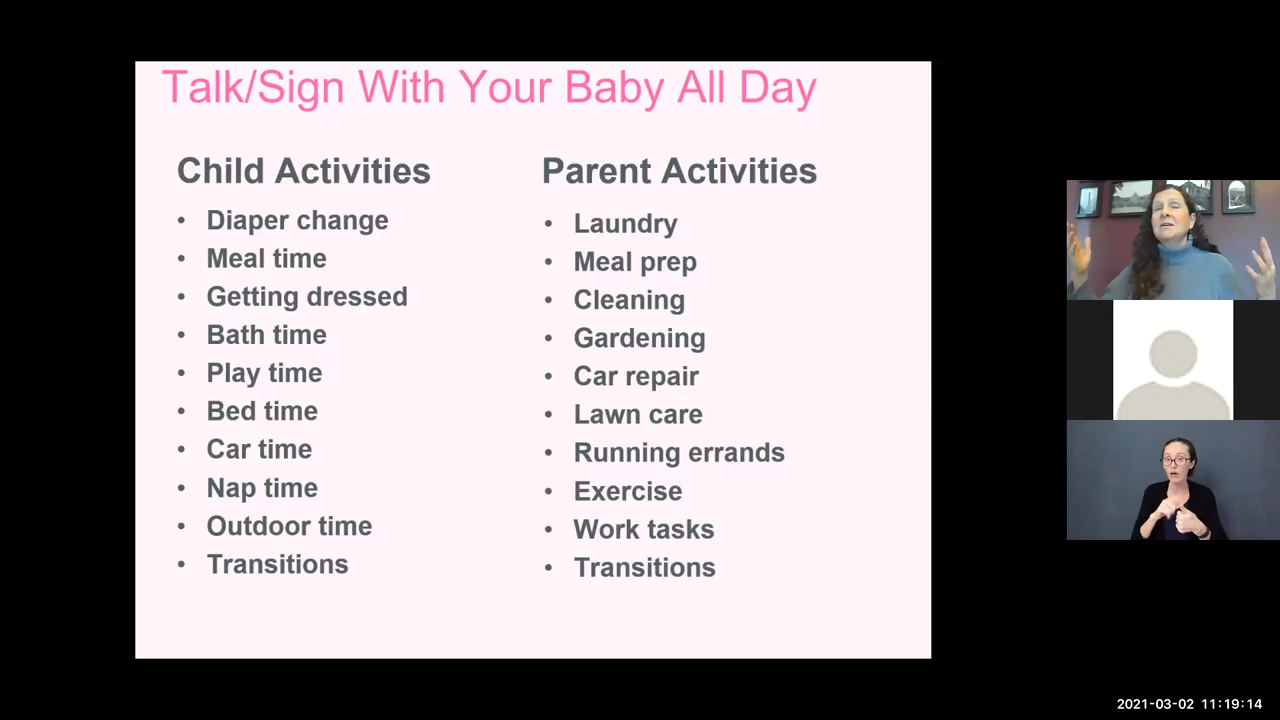 Talk/Sign With Your Baby All Day
Child Activities
• Diaper change
• Meal time
• Getting dressed
• Bath time
• Play time
• Bed time
• Car time
• Nap time
• Outdoor time
• Transitions
Parent Activities
• Laundry
• Meal prep
• Cleaning
• Gardening
• Car repair
• Lawn care
• Running errands
• Exercise
• Work tasks
• Transitions
2021-03-02 11:19:14